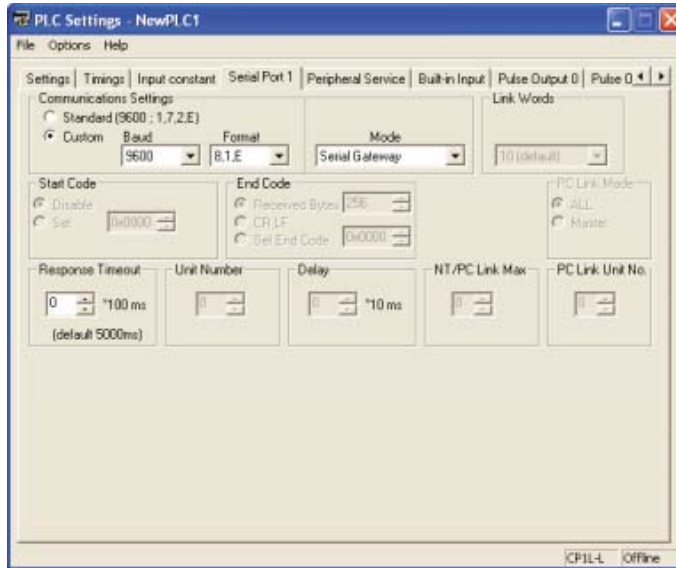 PLC Settings - NewPLC1
File Options Help
Settings Timings Input constant Serial Port 1 Peripheral Service Built-in Input Pulse Output 0 Pulse O
Communications Settings
Link Words
Standard (9600 ; 1,7,2,E)
Custom Baud Format Mode
9600 8,1,E Serial Gateway 10 (default)
Start Code End Code PC Link Mode
Disable Received Bytes 256 ALL
Set 0x0000 CR,LF Master
Set End Code 0x0000
Response Timeout Unit Number Delay NT/PC Link Max PC Link Unit No.
0 *100 ms 0 0 *10 ms 0 0
(default 5000ms)
CP1L-L Offline